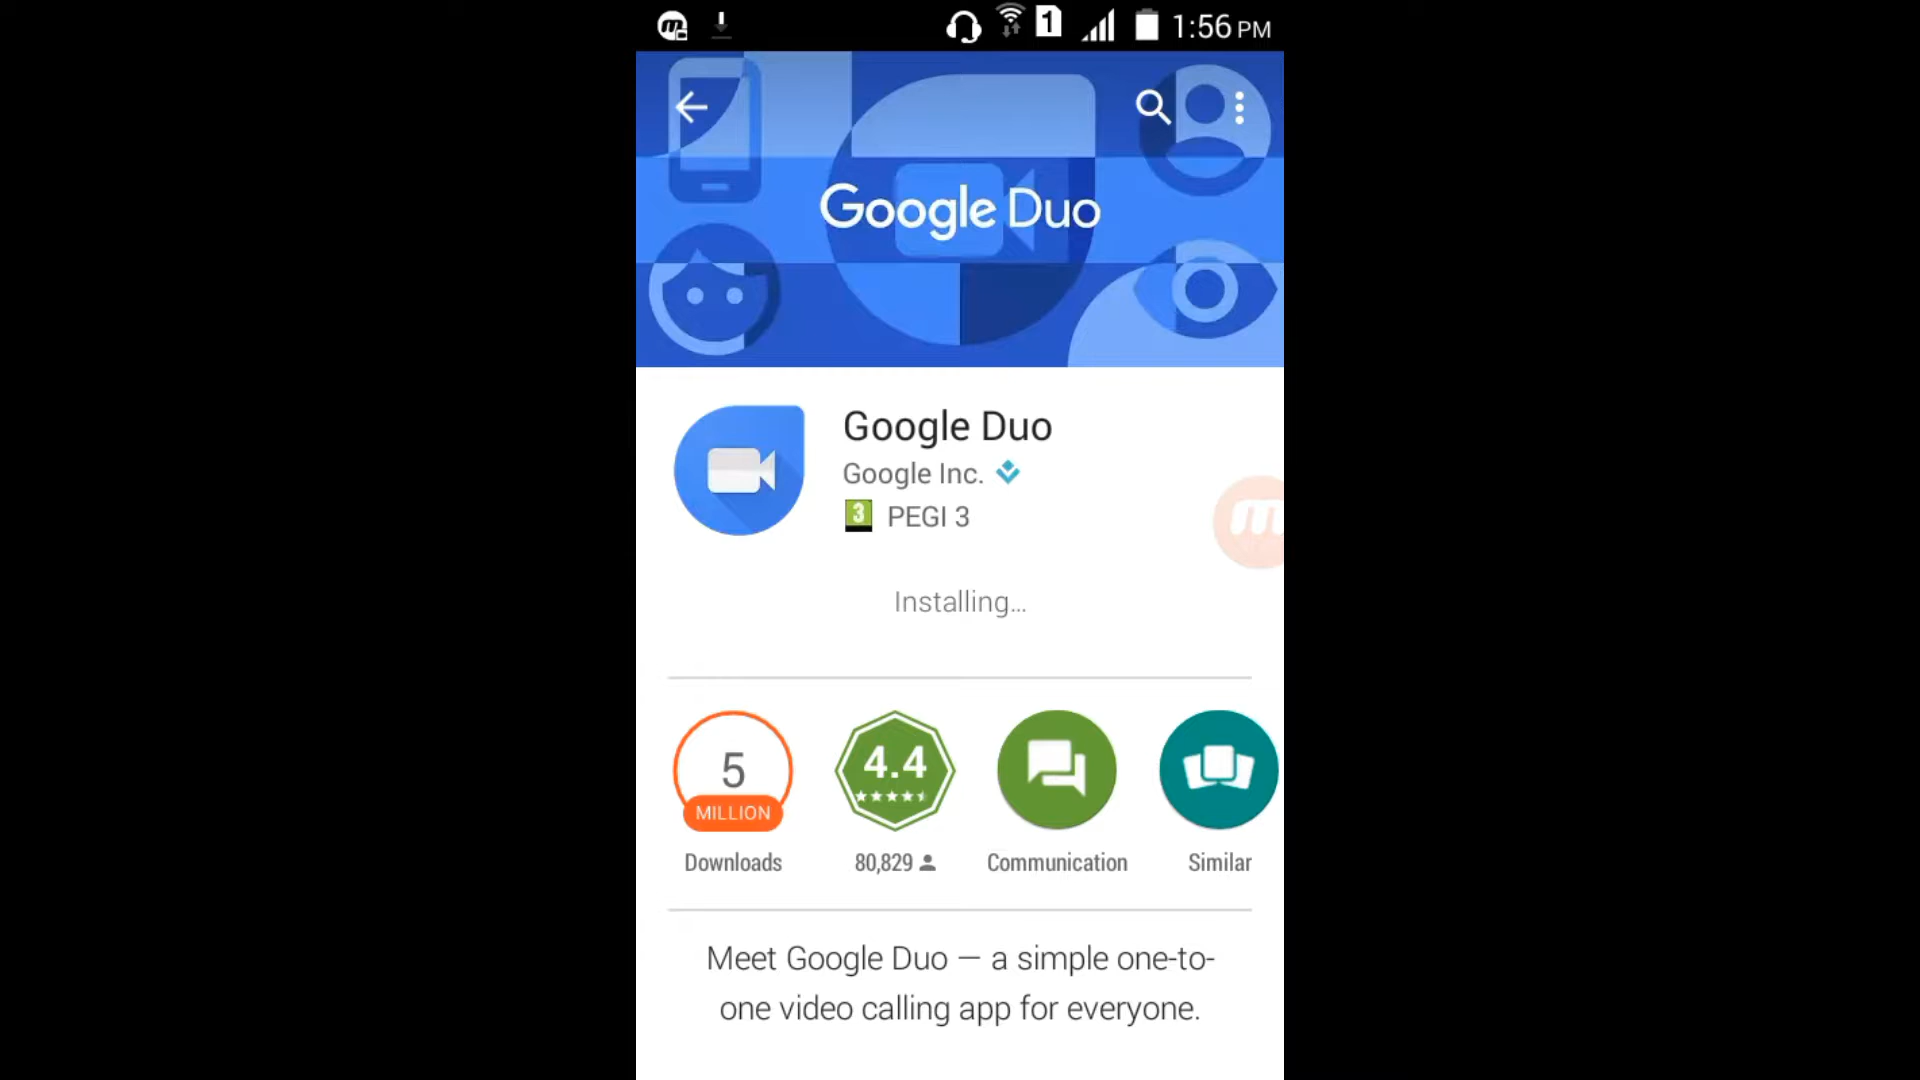 1 1:56 PM
Google Duo
Google Duo
Google Inc.
3 PEGI 3
Installing...
5
MILLION
4.4
Downloads
80,829
Communication
Similar
Meet Google Duo — a simple one-to-
one video calling app for everyone.